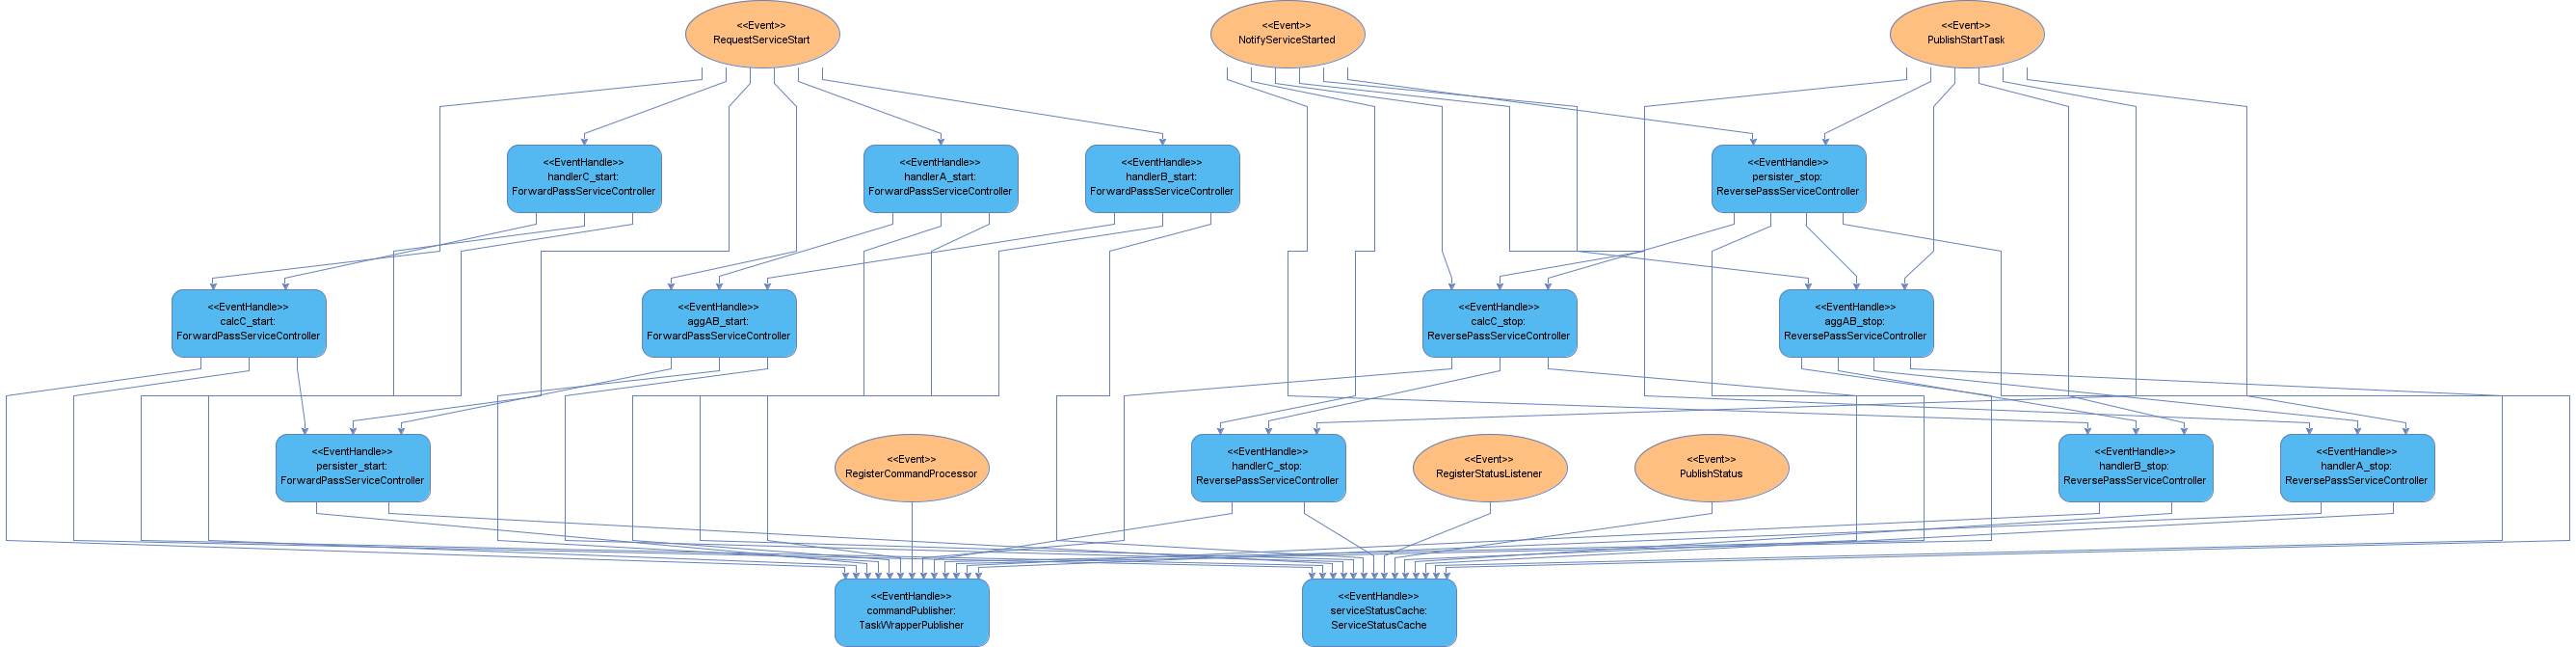 <<Event>>
RequestServiceStart
<<Event>>
NotifyServiceStarted
<<Event>>
PublishStartTask
<<EventHandle>>
handlerC_start:
ForwardPassServiceController
<<EventHandle>>
handlerA_start:
ForwardPassServiceController
<<EventHandle>>
handlerB_start:
ForwardPassServiceController
<<EventHandle>>
persister_stop:
ReversePassServiceController
<<EventHandle>>
calcC_start:
ForwardPassServiceController
<<EventHandle>>
aggAB_start:
ForwardPassServiceController
<<EventHandle>>
calcC_stop:
ReversePassServiceController
<<EventHandle>>
aggAB_stop:
ReversePassServiceController
<<EventHandle>>
persister_start:
ForwardPassServiceController
<<Event>>
RegisterCommandProcessor
<<EventHandle>>
handlerC_stop:
ReversePassServiceController
<<Event>>
RegisterStatusListener
<<Event>>
PublishStatus
<<EventHandle>>
handlerB_stop:
ReversePassServiceController
<<EventHandle>>
handlerA_stop:
ReversePassServiceController
<<EventHandle>>
commandPublisher:
TaskWrapperPublisher
<<EventHandle>>
serviceStatusCache:
ServiceStatusCache